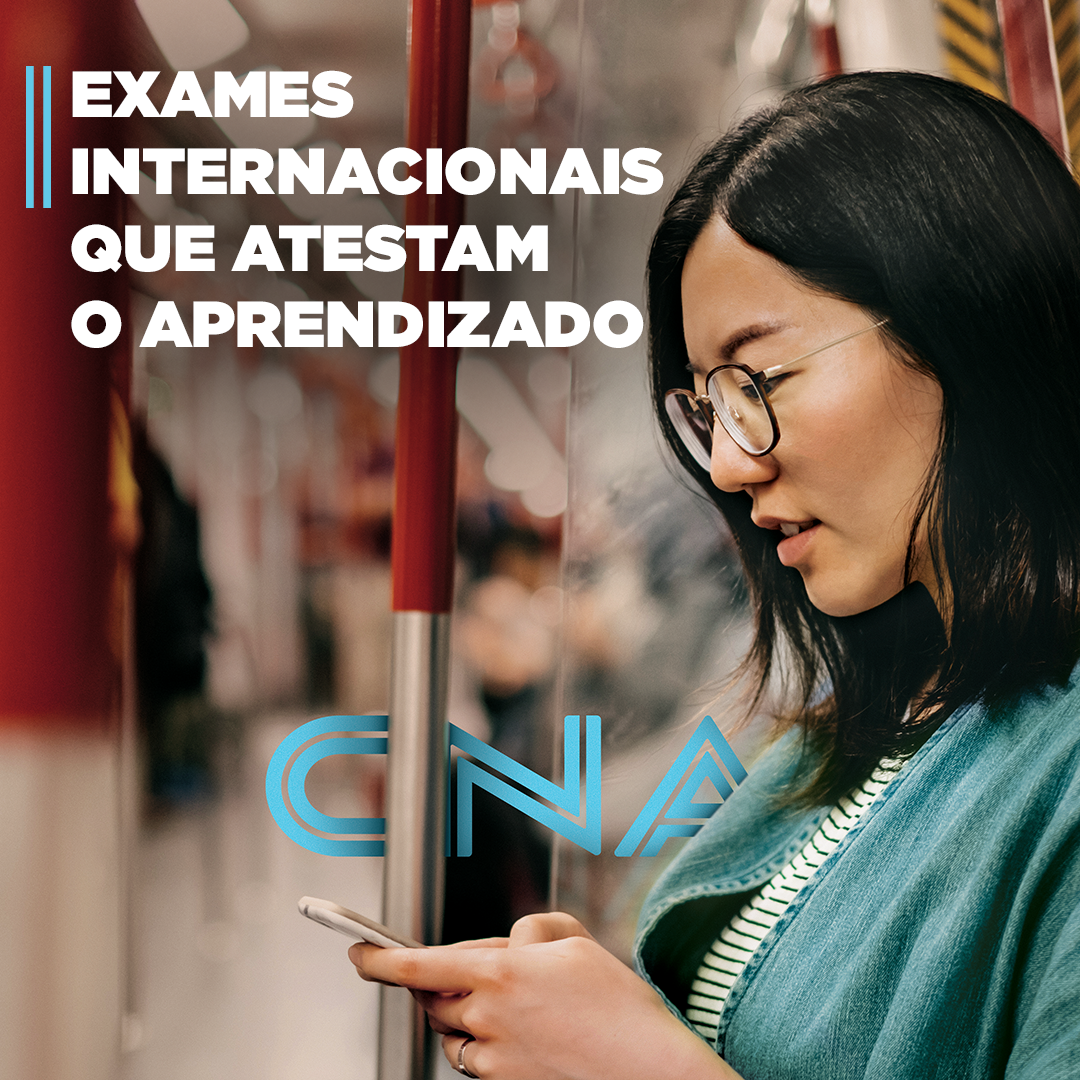 EXAMES
INTERNACIONAIS
QUE ATESTAM
O APRENDIZADO
CNA